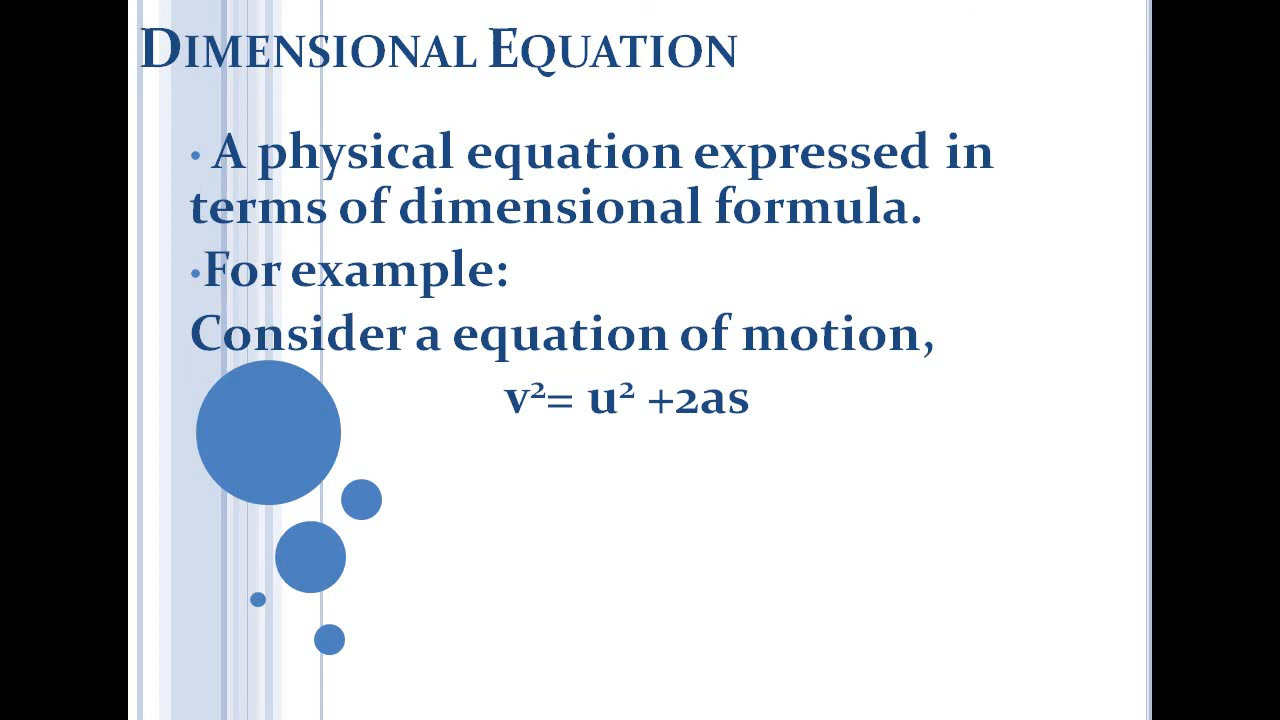 DIMENSIONAL EQUATION
• A physical equation expressed in
terms of dimensional formula.
•For example:
Consider a equation of motion,
v²= u² +2as